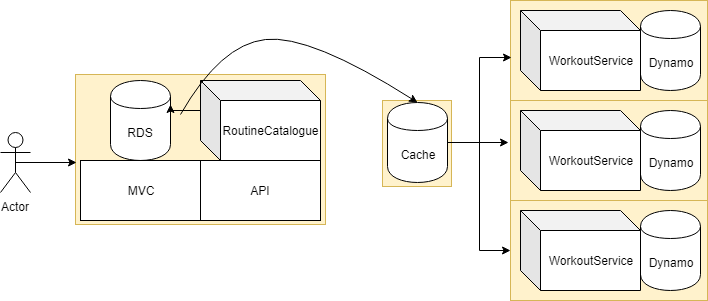 Actor
RDS
RoutineCatalogue
MVC
API
Cache
WorkoutService
Dynamo
WorkoutService
Dynamo
WorkoutService
Dynamo